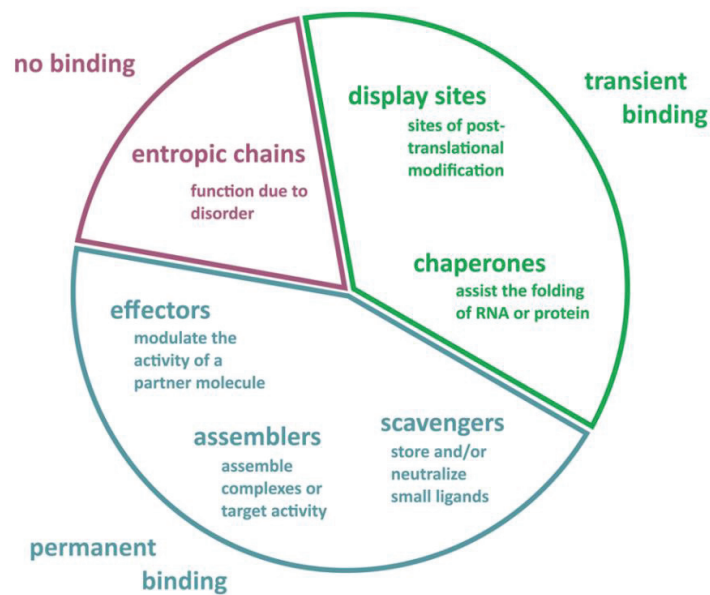 no binding
entropic chains
function due to
disorder
transient
binding
display sites
sites of post-
translational
modification
chaperones
assist the folding
of RNA or protein
effectors
modulate the
activity of a
partner molecule
assemblers
assemble
complexes or
target activity
scavengers
store and/or
neutralize
small ligands
permanent
binding